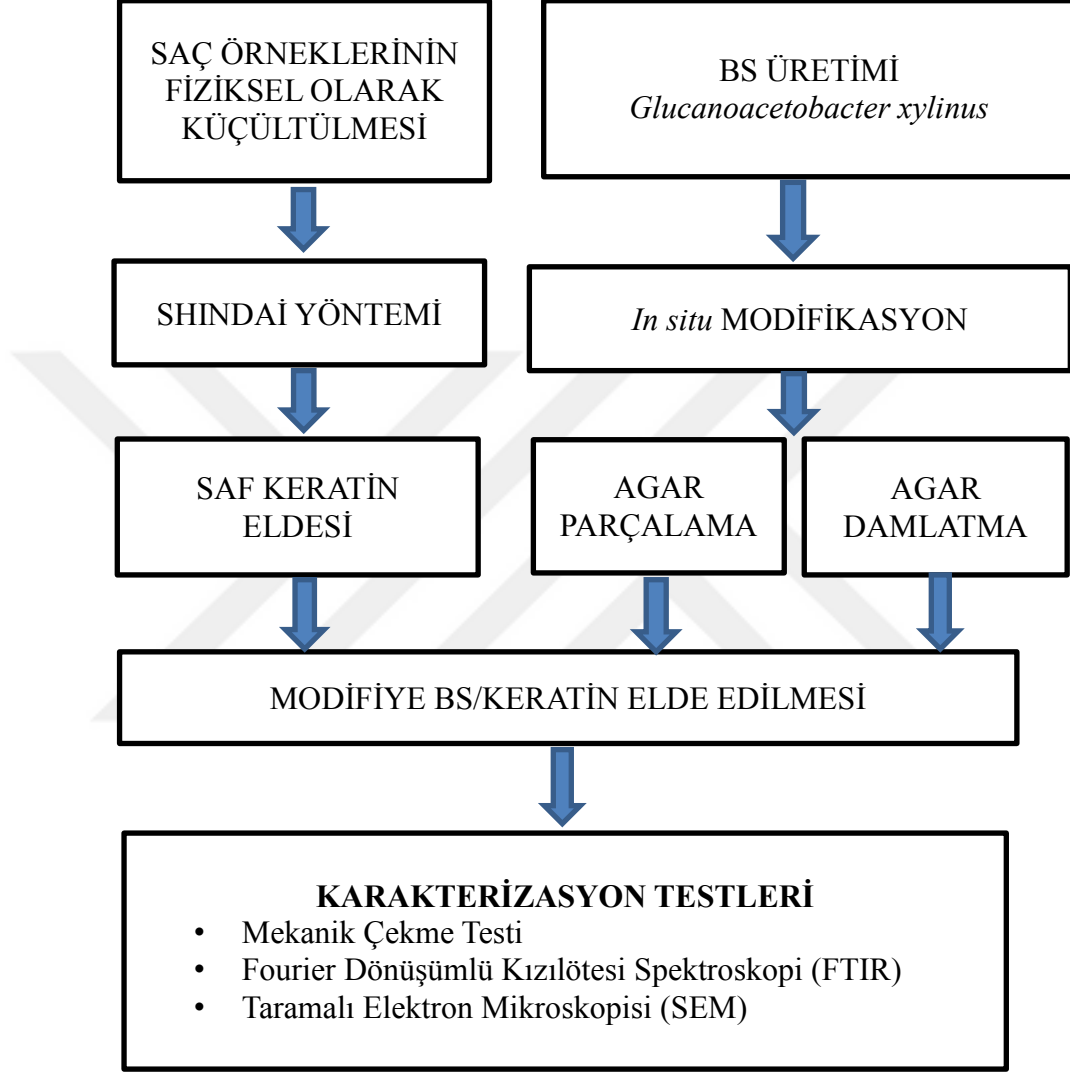 SAÇ ÖRNEKLERİNİN
FİZİKSEL OLARAK
KÜÇÜLTÜLMESİ
BS ÜRETİMİ
Glucanoacetobacter xylinus
SHINDAİ YÖNTEMİ
In situ MODİFİKASYON
SAF KERATİN
ELDESİ
AGAR
PARÇALAMA
AGAR
DAMLATMA
MODİFİYE BS/KERATİN ELDE EDİLMESİ
KARAKTERİZASYON TESTLERİ
• Mekanik Çekme Testi
• Fourier Dönüşümlü Kızılötesi Spektroskopi (FTIR)
• Taramalı Elektron Mikroskopisi (SEM)